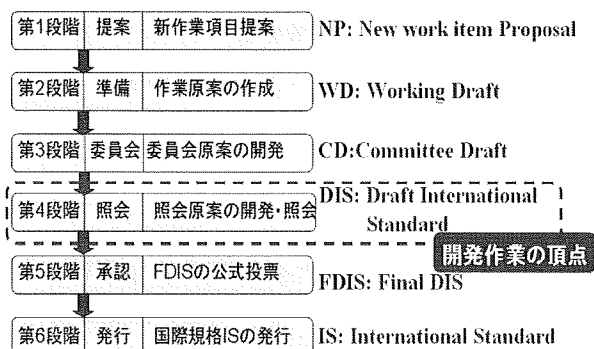 第1段階 提案 新作業項目提案 NP: New work item Proposal
第2段階 準備 作業原案の作成 WD: Working Draft
第3段階 委員会 委員会原案の開発 CD:Committee Draft
第4段階 照会 照会原案の開発・照会 DIS: Draft International
Standard
開発作業の頂点
第5段階 承認 FDISの公式投票 FDIS: Final DIS
第6段階 発行 国際規格ISの発行 IS: International Standard